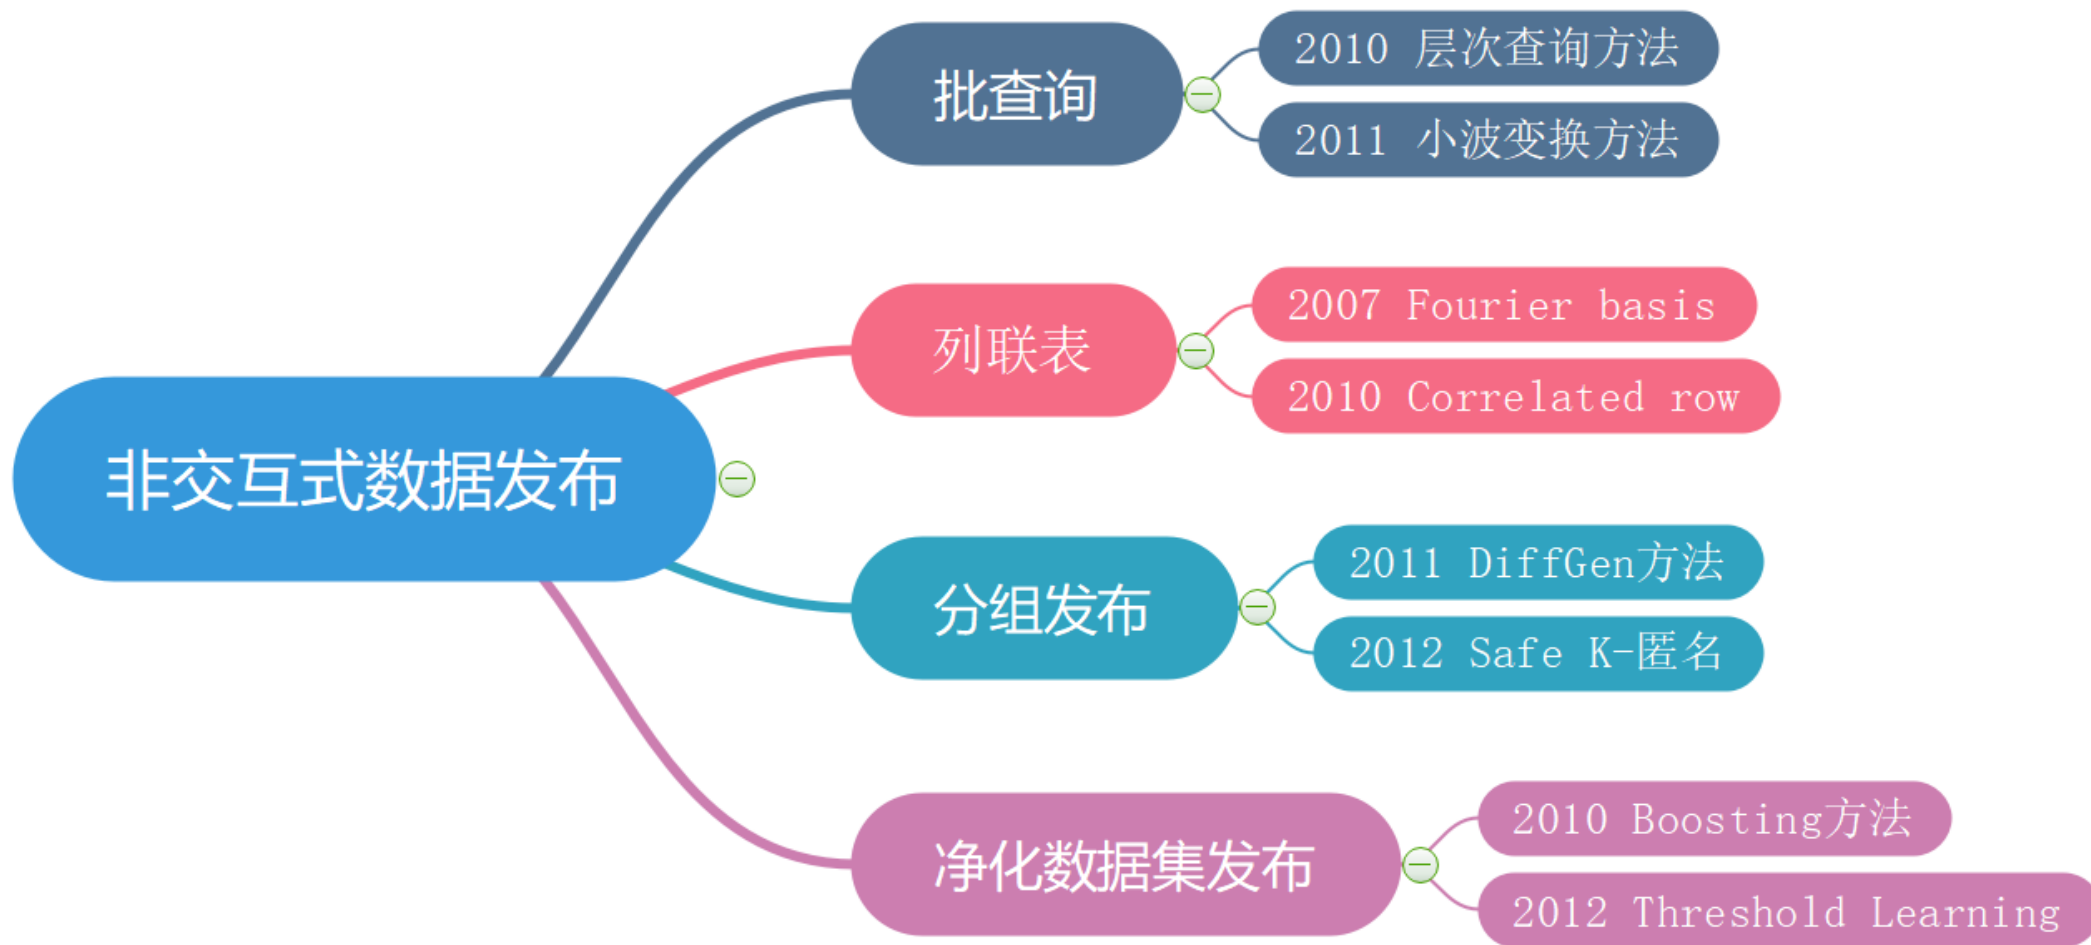 非交互式数据发布
批查询
2010 层次查询方法
2011 小波变换方法
列联表
2007 Fourier basis
2010 Correlated row
分组发布
2011 DiffGen方法
2012 Safe K-匿名
净化数据集发布
2010 Boosting方法
2012 Threshold Learning